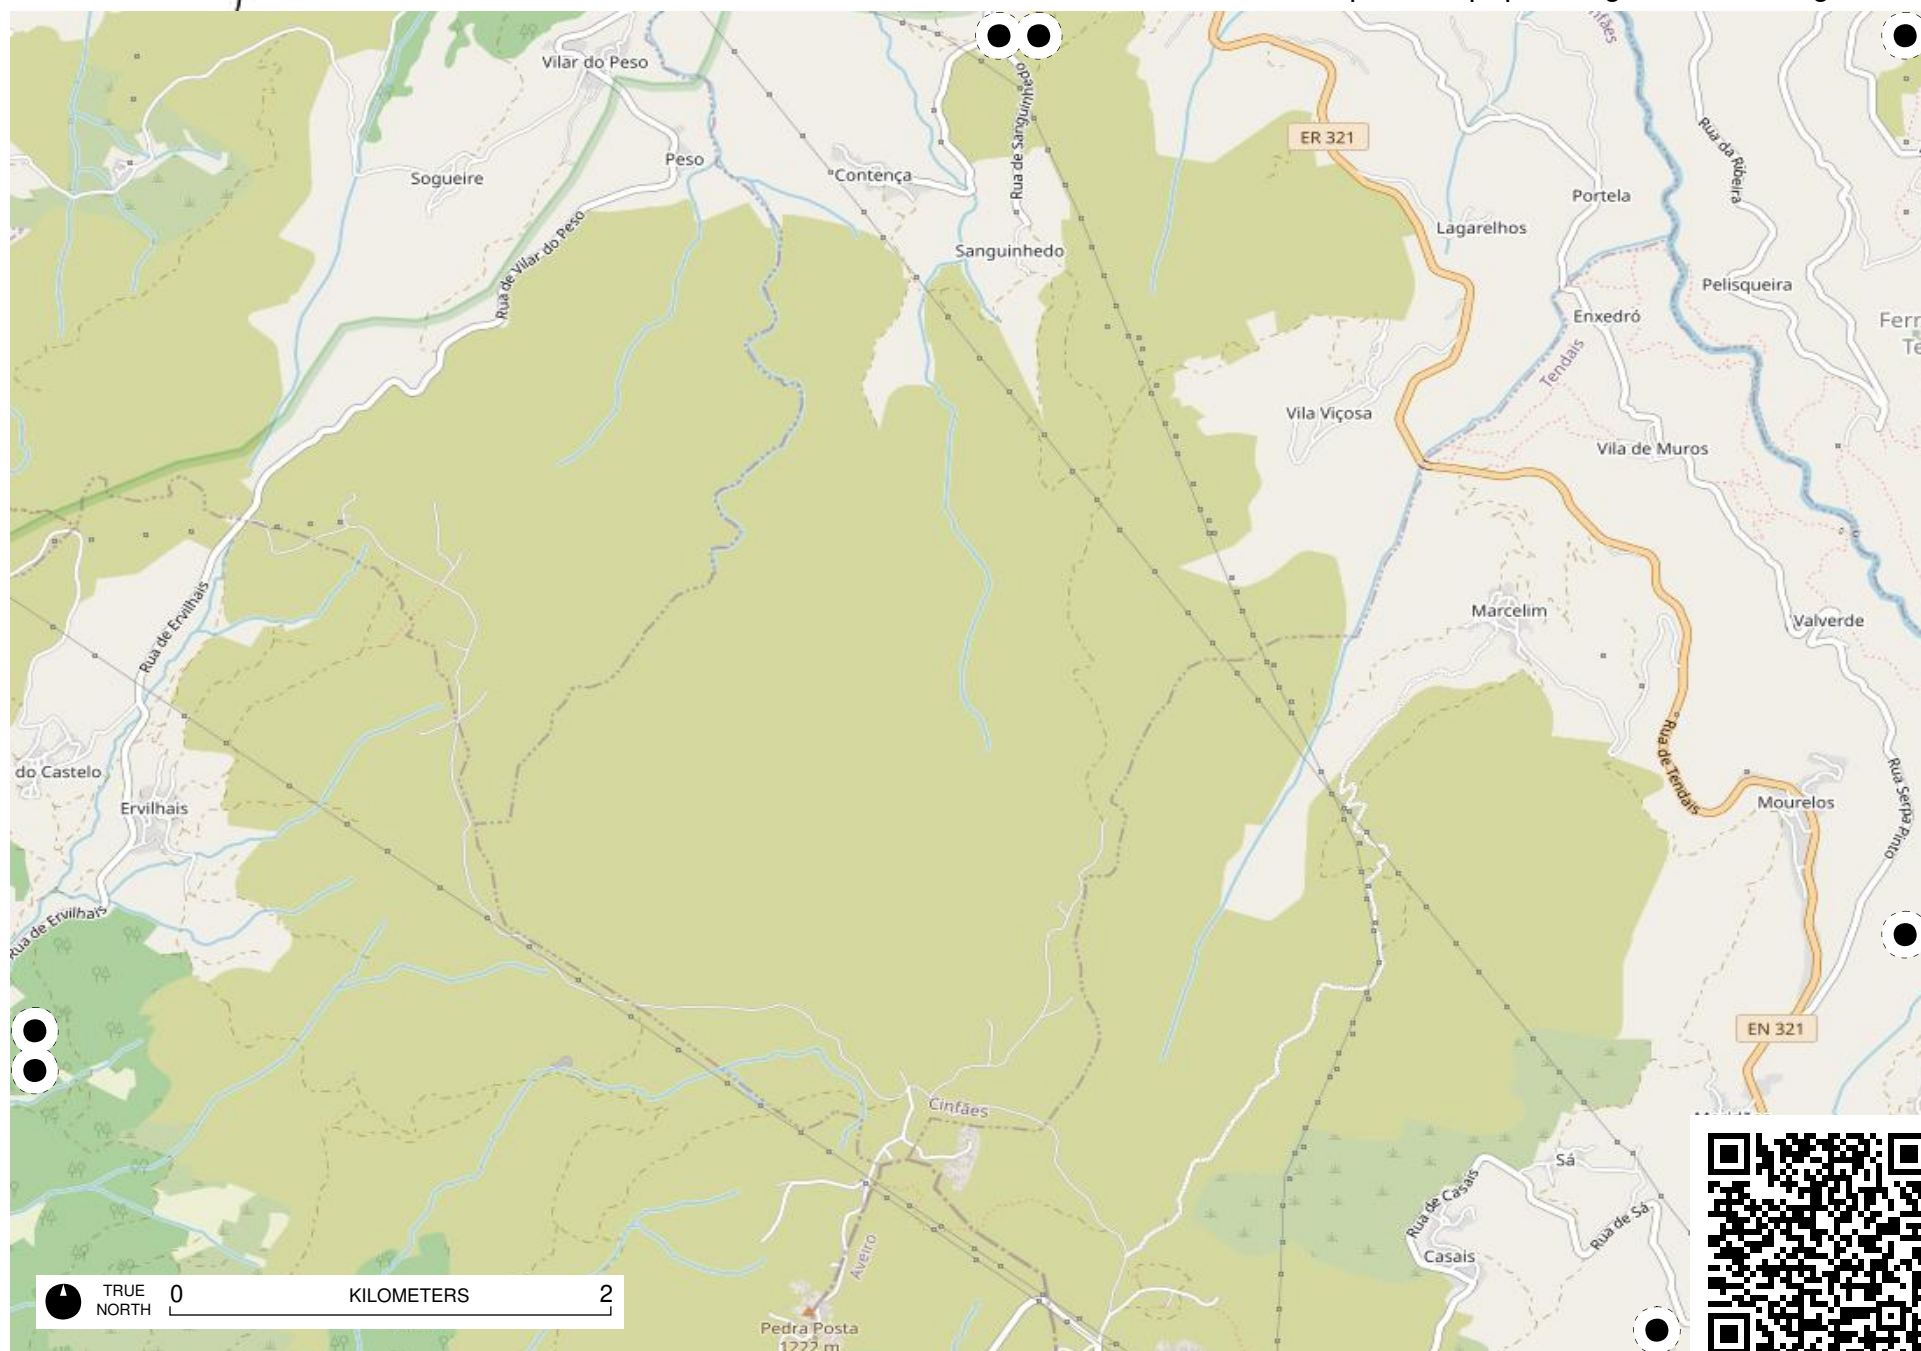 Vilar do Peso
Rua de Sanguinhedo
ER 321
Rua da Ribeira
Peso
Sogueire
Contença
Portela
Lagarelhos
Rua de Vilar do Peso
Sanguinhedo
Pelisqueira
Enxedró
Tendais
Vila Viçosa
Vila de Muros
Rua de Ervilhais
Marcelim
Valverde
Rua de Tendais
do Castelo
Ervilhais
Mourelos
Rua Serpa Pinto
Rua de Ervilhais
EN 321
Cinfães
Sá
Rua de Casais
Rua de Sá
Casais
Aveiro
TRUE
NORTH
0 KILOMETERS 2
Pedra Posta
1222 m